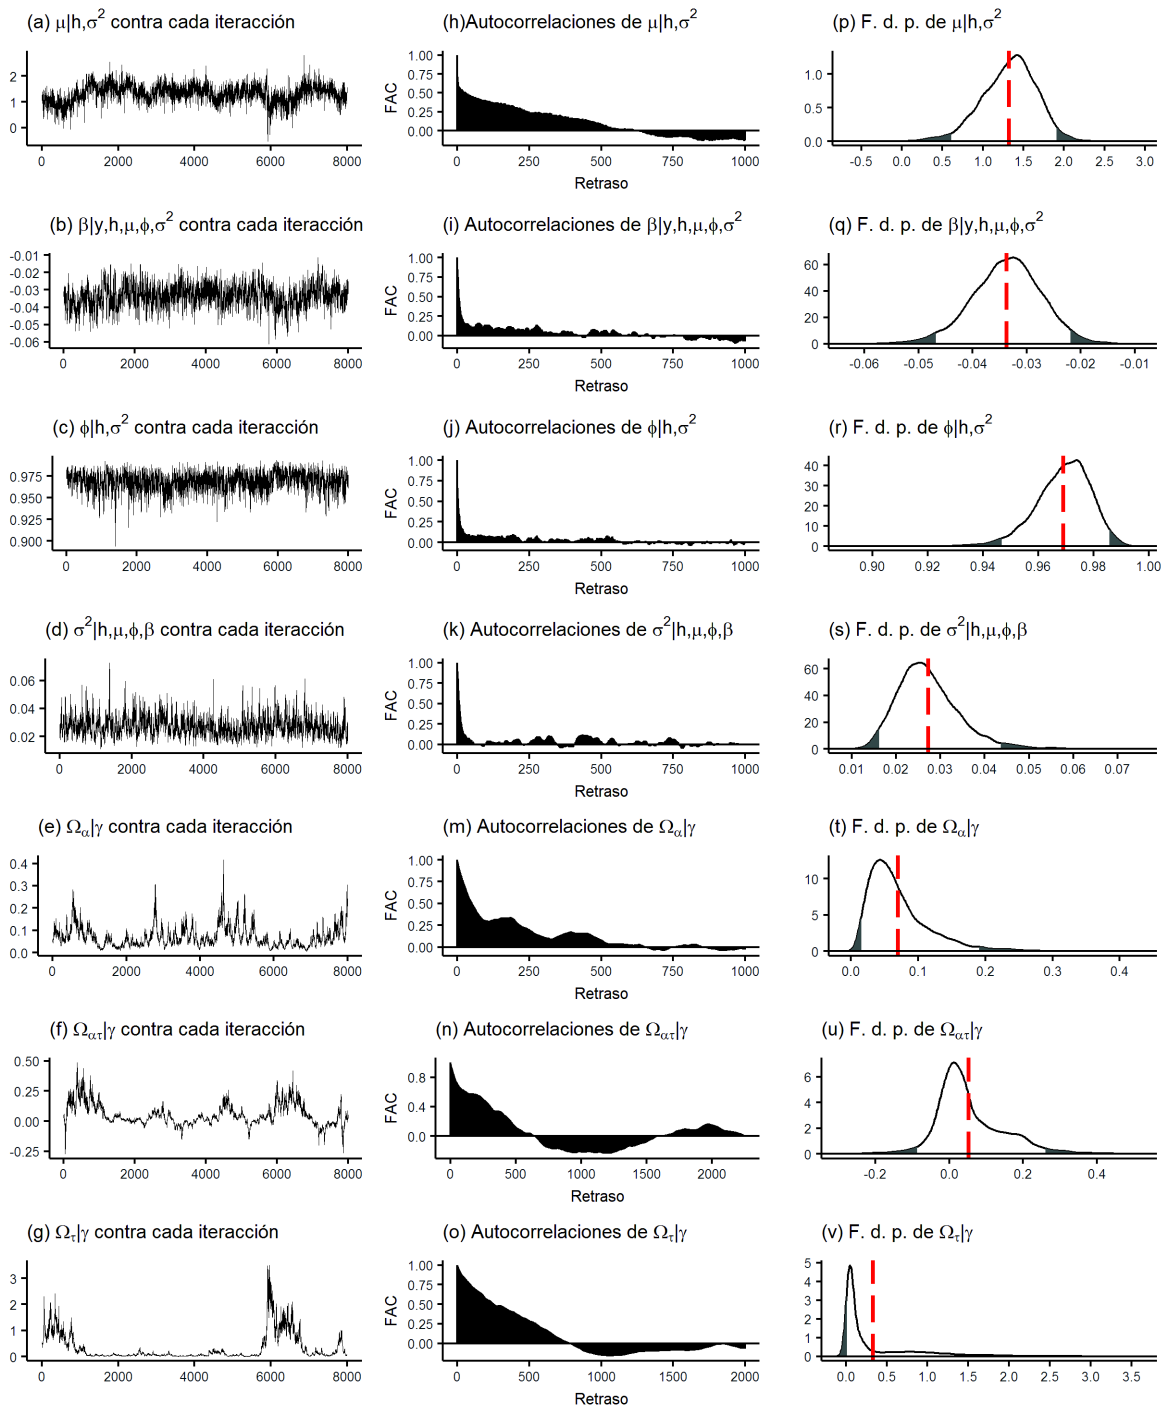 (a) μ|h,σ² contra cada iteracción
(h)Autocorrelaciones de μ|h,σ²
(p) F. d. p. de μ|h,σ²
2
1
0
0 2000 4000 6000 8000
FAC
1.00
0.75
0.50
0.25
0.00
0 250 500 750 1000
Retraso
1.0
0.5
0.0
-0.5 0.0 0.5 1.0 1.5 2.0 2.5 3.0
(b) β|y,h,μ,ϕ,σ² contra cada iteracción
(i) Autocorrelaciones de β|y,h,μ,ϕ,σ²
(q) F. d. p. de β|y,h,μ,ϕ,σ²
-0.01
-0.02
-0.03
-0.04
-0.05
-0.06
0 2000 4000 6000 8000
FAC
1.00
0.75
0.50
0.25
0.00
0 250 500 750 1000
Retraso
60
40
20
0
-0.06 -0.05 -0.04 -0.03 -0.02 -0.01
(c) ϕ|h,σ² contra cada iteracción
(j) Autocorrelaciones de ϕ|h,σ²
(r) F. d. p. de ϕ|h,σ²
0.975
0.950
0.925
0.900
0 2000 4000 6000 8000
FAC
1.00
0.75
0.50
0.25
0.00
0 250 500 750 1000
Retraso
40
30
20
10
0
0.90 0.92 0.94 0.96 0.98 1.00
(d) σ²|h,μ,ϕ,β contra cada iteracción
(k) Autocorrelaciones de σ²|h,μ,ϕ,β
(s) F. d. p. de σ²|h,μ,ϕ,β
0.06
0.04
0.02
0 2000 4000 6000 8000
FAC
1.00
0.75
0.50
0.25
0.00
0 250 500 750 1000
Retraso
60
40
20
0
0.01 0.02 0.03 0.04 0.05 0.06 0.07
(e) Ωα|γ contra cada iteracción
(m) Autocorrelaciones de Ωα|γ
(t) F. d. p. de Ωα|γ
0.4
0.3
0.2
0.1
0.0
0 2000 4000 6000 8000
FAC
1.00
0.75
0.50
0.25
0.00
0 250 500 750 1000
Retraso
10
5
0
0.0 0.1 0.2 0.3 0.4
(f) Ωατ|γ contra cada iteracción
(n) Autocorrelaciones de Ωατ|γ
(u) F. d. p. de Ωατ|γ
0.50
0.25
0.00
-0.25
0 2000 4000 6000 8000
FAC
0.8
0.4
0.0
0 500 1000 1500 2000
Retraso
6
4
2
0
-0.2 0.0 0.2 0.4
(g) Ωτ|γ contra cada iteracción
(o) Autocorrelaciones de Ωτ|γ
(v) F. d. p. de Ωτ|γ
3
2
1
0
0 2000 4000 6000 8000
FAC
1.00
0.75
0.50
0.25
0.00
0 500 1000 1500 2000
Retraso
5
4
3
2
1
0
0.0 0.5 1.0 1.5 2.0 2.5 3.0 3.5